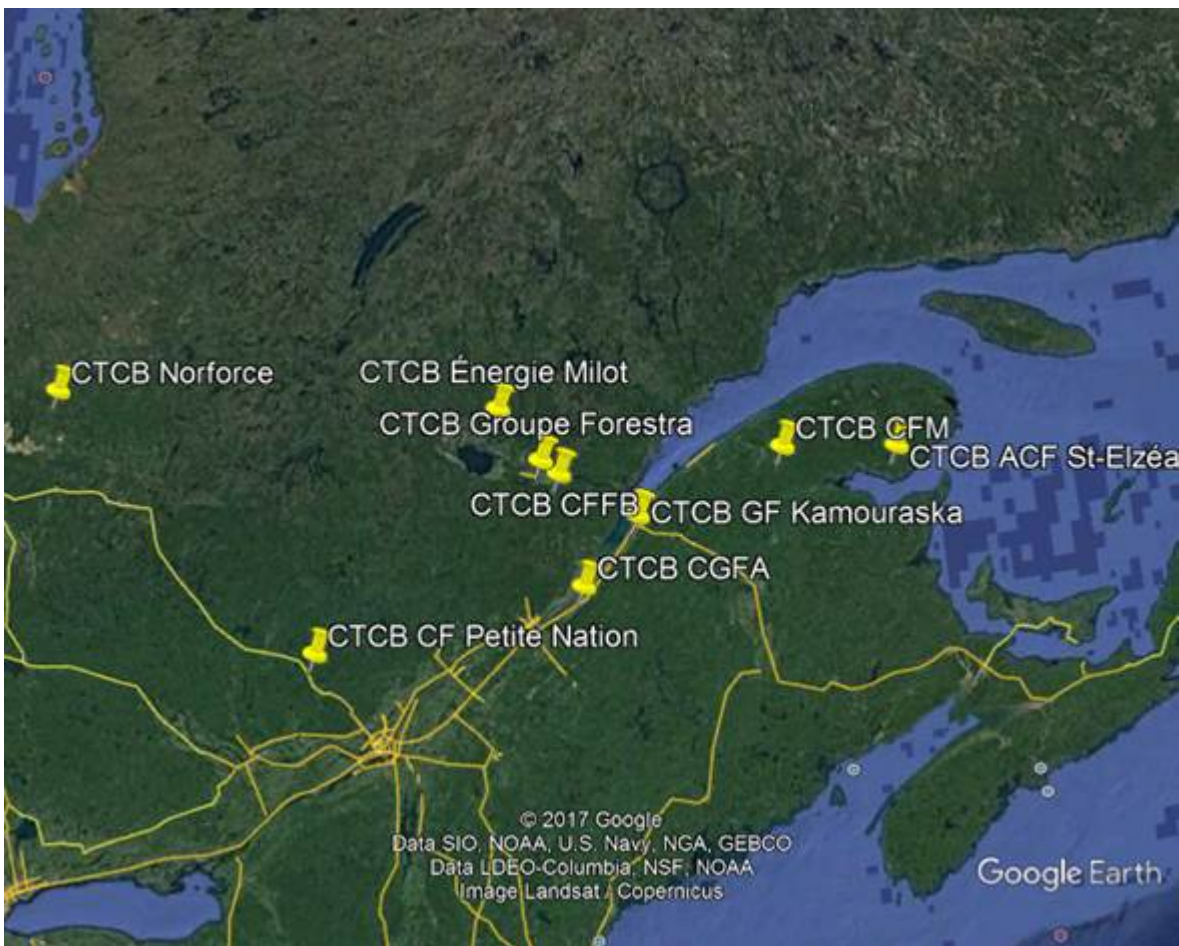 CTCB Norforce
CTCB Énergie Milot
CTCB Groupe Forestra
CTCB CFM
CTCB ACF St-Elzéa
CTCB CFFB
CTCB GF Kamouraska
CTCB CGFA
CTCB CF Petite Nation
© 2017 Google
Data SIO, NOAA, U.S. Navy, NGA, GEBCO
Data LDEO-Columbia, NSF, NOAA
Image Landsat / Copernicus
Google Earth